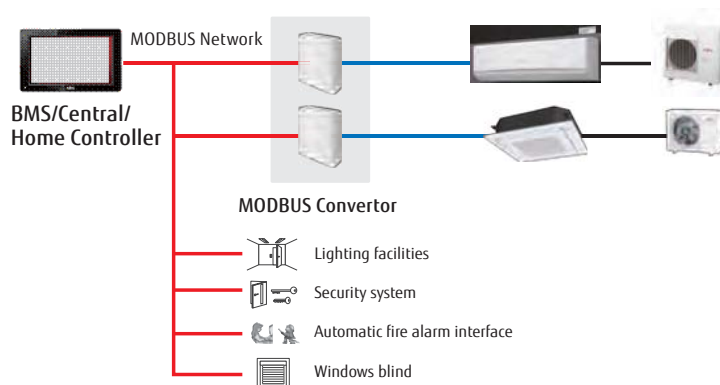 MODBUS Network
BMS/Central/
Home Controller
MODBUS Convertor
Lighting facilities
Security system
Automatic fire alarm interface
Windows blind